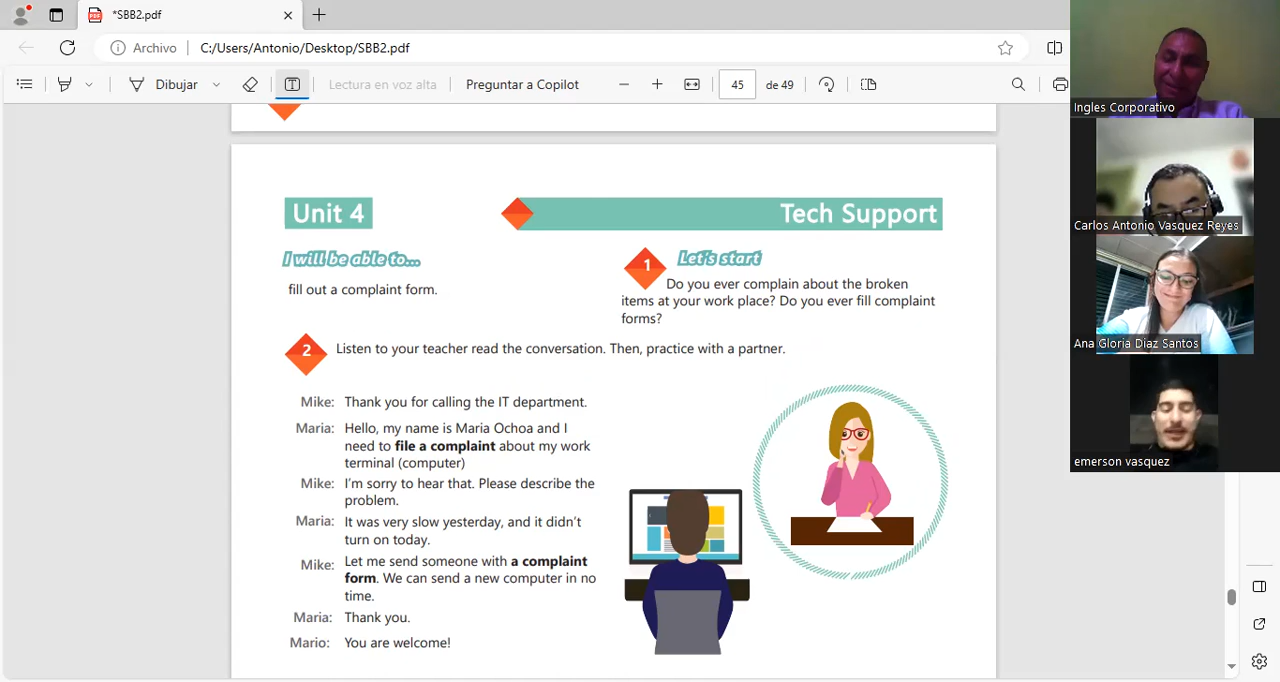 *SBB2.pdf
Archivo
C:/Users/Antonio/Desktop/SBB2.pdf
Dibujar
Lectura en voz alta
Preguntar a Copilot
45
de 49
Unit 4
Tech Support
I will be able to...
fill out a complaint form.
1
Let's start
Do you ever complain about the broken
items at your work place? Do you ever fill complaint
forms?
2
Listen to your teacher read the conversation. Then, practice with a partner.
Mike: Thank you for calling the IT department.
Maria: Hello, my name is Maria Ochoa and I
need to file a complaint about my work
terminal (computer)
Mike: I'm sorry to hear that. Please describe the
problem.
Maria: It was very slow yesterday, and it didn't
turn on today.
Mike: Let me send someone with a complaint
form. We can send a new computer in no
time.
Maria: Thank you.
Mario: You are welcome!
Ingles Corporativo
Carlos Antonio Vasquez Reyes
Ana Gloria Diaz Santos
emerson vasquez